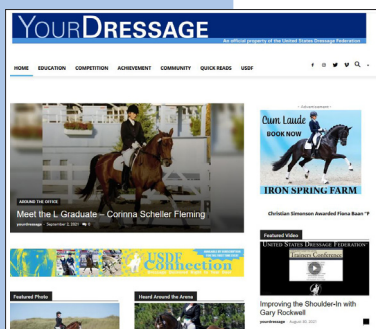 YOURDRESSAGE
An official property of the United States Dressage Federation
HOME EDUCATION COMPETITION ACHIEVEMENT COMMUNITY QUICK READS USDF
- Advertisement -
Cum Laude
BOOK NOW
IRON SPRING FARM
AROUND THE OFFICE
Meet the L Graduate – Corinna Scheller Fleming
yourdressage - September 2, 2021 0
Christian Simonson Awarded Fiona Baan "P
USDF
Connection
Featured Video
UNITED STATES DRESSAGE FEDERATION
Trainers Conference
Improving the Shoulder-In with
Gary Rockwell
yourdressage - August 30, 2021
Featured Photo
Heard Around the Arena